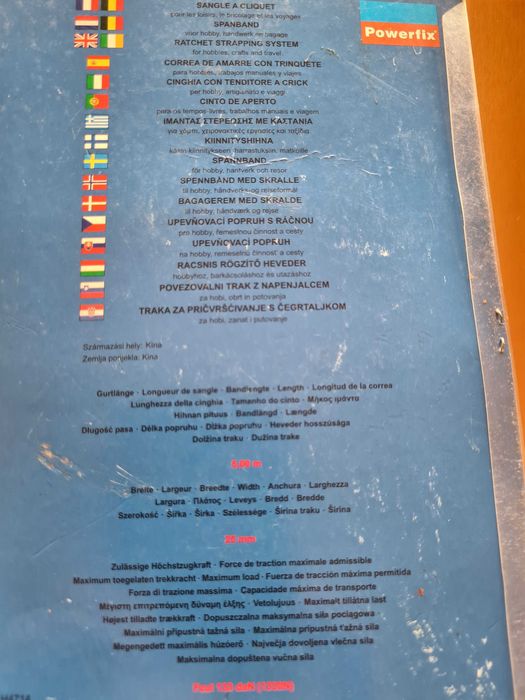 SANGLE A CLIQUET
pour les loisirs, le bricolage et les voyages
SPANBAND
voor hobby, handwerk en bagage
RATCHET STRAPPING SYSTEM
for hobbies, crafts and travel
CORREA DE AMARRE CON TRINQUETE
para hobbies, trabajos manuales y viajes
CINGHIA CON TENDITORE A CRICK
per hobby, artigianato e viaggi
CINTO DE APERTO
para os tempos livres, trabalhos manuais e viagem
ΙΜΑΝΤΑΣ ΣΤΕΡΕΩΣΗΣ ΜΕ ΚΑΣΤΑΝΙΑ
για χόμπι, χειρονακτικές εργασίες και ταξίδια
KIINNITYSHIHNA
käsin kiinnitykseen, harrastuksiin, matkoille
SPANNBAND
för hobby, hantverk och resor
SPENNBÅND MED SKRALLE
til hobby, håndverks- og reiseformål
BAGAGEREM MED SKRALDE
til hobby, håndværk og rejse
UPEVŇOVACÍ POPRUH S RÁČNOU
pro hobby, řemeslnou činnost a cesty
UPEVŇOVACÍ POPRUH
na hobby, remeselnú činnosť a cesty
RACSNIS RÖGZÍTŐ HEVEDER
hobbyhoz, barkácsoláshoz és utazáshoz
POVEZOVALNI TRAK Z NAPENJALCEM
za hobi, obrt in potovanja
TRAKA ZA PRIČVRŠĆIVANJE S ČEGRTALJKOM
za hobi, zanat i putovanje
Powerfix
Származási hely: Kína
Zemlja porijekla: Kina
Gurtlänge · Longueur de sangle · Bandlengte · Length · Longitud de la correa
Lunghezza della cinghia · Tamanho do cinto · Μήκος ιμάντα
Hihnan pituus · Bandlängd · Længde
Długość pasa · Délka popruhu · Dĺžka popruhu · Heveder hosszúsága
Dolžina traku · Dužina trake
5,00 m
Breite · Largeur · Breedte · Width · Anchura · Larghezza
Largura · Πλάτος · Leveys · Bredd · Bredde
Szerokość · Šířka · Šírka · Szélessége · Širina traku · Širina
25 mm
Zulässige Höchstzugkraft · Force de traction maximale admissible
Maximum toegelaten trekkracht · Maximum load · Fuerza de tracción máxima permitida
Forza di trazione massima · Capacidade máxima de transporte
Μέγιστη επιτρεπόμενη δύναμη έλξης · Vetolujuus · Maximalt tillåtna last
Højest tilladte trækkraft · Dopuszczalna maksymalna siła pociągowa
Maximální přípustná tažná síla · Maximálna prípustná ťažná sila
Megengedett maximális húzóerő · Največja dovoljena vlečna sila
Maksimalna dopuštena vučna sila